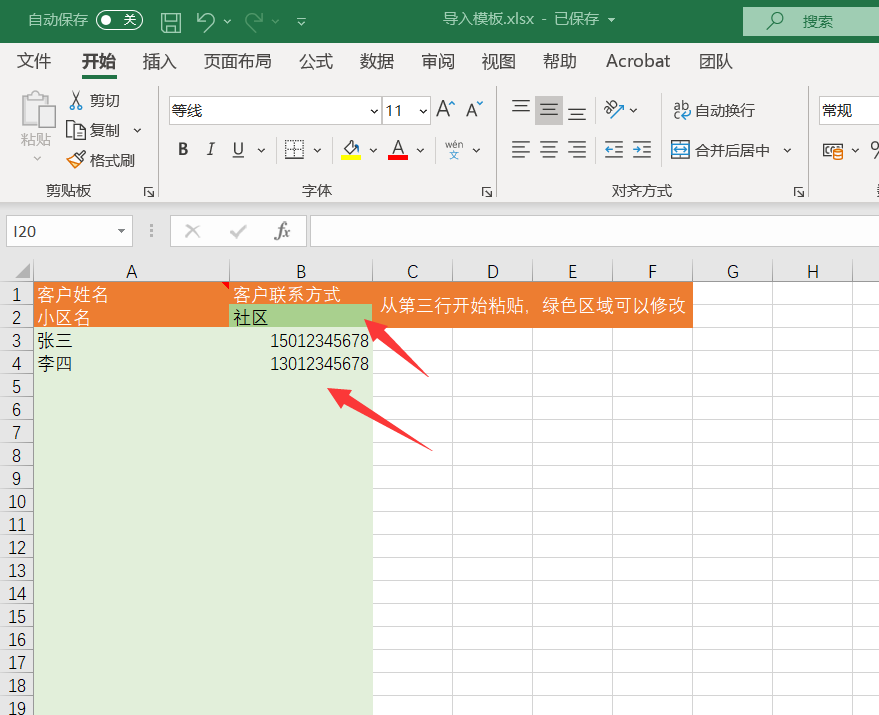 自动保存 关 导入模板.xlsx - 已保存 搜索
文件 开始 插入 页面布局 公式 数据 审阅 视图 帮助 Acrobat 团队
粘贴
剪切
复制
格式刷
剪贴板
等线 11 A A
B I U A wén 文
字体
ab 自动换行
合并后居中
对齐方式
常规
I20 fx
A B C D E F G H
1 客户姓名 客户联系方式
从第三行开始粘贴，绿色区域可以修改
2 小区名 社区
3 张三 15012345678
4 李四 13012345678
5
6
7
8
9
10
11
12
13
14
15
16
17
18
19